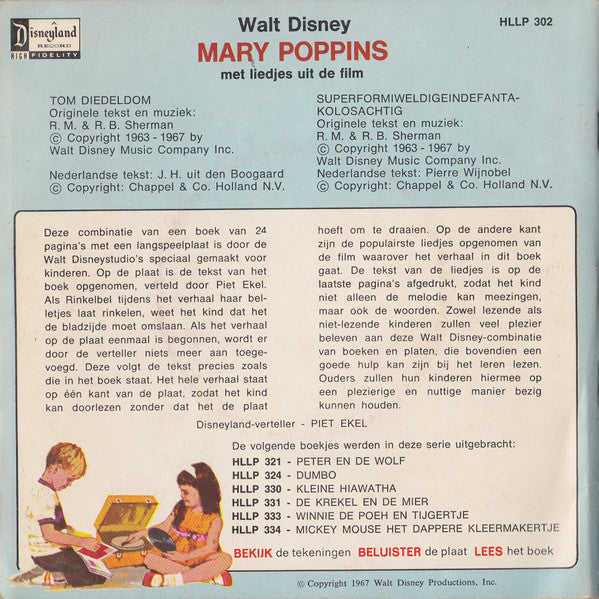 Disneyland
RECORD
HIGH FIDELITY
Walt Disney
MARY POPPINS
met liedjes uit de film
HLLP 302
TOM DIEDELDOM
Originele tekst en muziek:
R. M. & R. B. Sherman
© Copyright 1963 - 1967 by
Walt Disney Music Company Inc.
Nederlandse tekst: J. H. uit den Boogaard
© Copyright: Chappel & Co. Holland N.V.
SUPERFORMIWELDIGEINDEFANTA-
KOLOSACHTIG
Originele tekst en muziek:
R. M. & R. B. Sherman
© Copyright 1963 - 1967 by
Walt Disney Music Company Inc.
Nederlandse tekst: Pierre Wijnobel
© Copyright: Chappel & Co. Holland N.V.
Deze combinatie van een boek van 24
pagina's met een langspeelplaat is door de
Walt Disneystudio's speciaal gemaakt voor
kinderen. Op de plaat is de tekst van het
boek opgenomen, verteld door Piet Ekel.
Als Rinkelbel tijdens het verhaal haar bel-
letjes laat rinkelen, weet het kind dat het
de bladzijde moet omslaan. Als het verhaal
op de plaat eenmaal is begonnen, wordt er
door de verteller niets meer aan toege-
voegd. Deze volgt de tekst precies zoals
die in het boek staat. Het hele verhaal staat
op één kant van de plaat, zodat het kind
kan doorlezen zonder dat het de plaat
hoeft om te draaien. Op de andere kant
zijn de populairste liedjes opgenomen van
de film waarover het verhaal in dit boek
gaat. De tekst van de liedjes is op de
laatste pagina's afgedrukt, zodat het kind
niet alleen de melodie kan meezingen,
maar ook de woorden. Zowel lezende als
niet-lezende kinderen zullen veel plezier
beleven aan deze Walt Disney-combinatie
van boeken en platen, die bovendien een
goede hulp kan zijn bij het leren lezen.
Ouders zullen hun kinderen hiermee op
een plezierige en nuttige manier bezig
kunnen houden.
Disneyland-verteller - PIET EKEL
De volgende boekjes werden in deze serie uitgebracht:
HLLP 321 - PETER EN DE WOLF
HLLP 324 - DUMBO
HLLP 330 - KLEINE HIAWATHA
HLLP 331 - DE KREKEL EN DE MIER
HLLP 333 - WINNIE DE POEH EN TIJGERTJE
HLLP 334 - MICKEY MOUSE HET DAPPERE KLEERMAKERTJE
BEKIJK de tekeningen BELUISTER de plaat LEES het boek
© Copyright 1967 Walt Disney Productions, Inc.